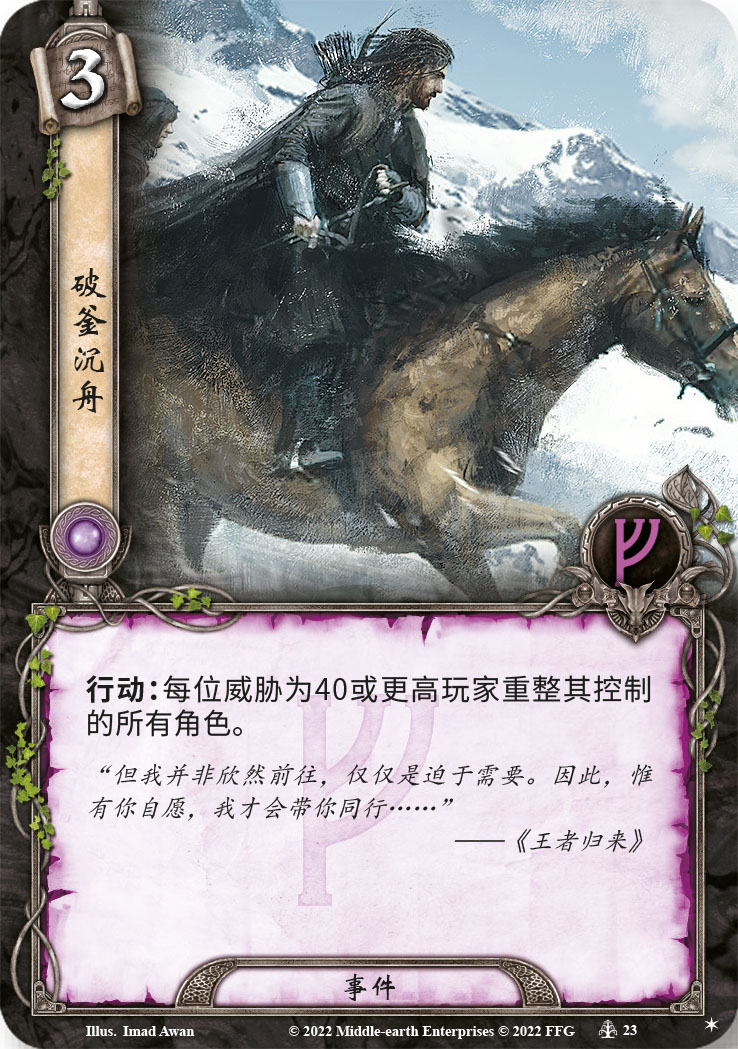 3
破釜沉舟
行动：每位威胁为40或更高玩家重整其控制
的所有角色。
“但我并非欣然前往，仅仅是迫于需要。因此，惟
有你自愿，我才会带你同行……”
——《王者归来》
事件
Illus. Imad Awan © 2022 Middle-earth Enterprises © 2022 FFG 23